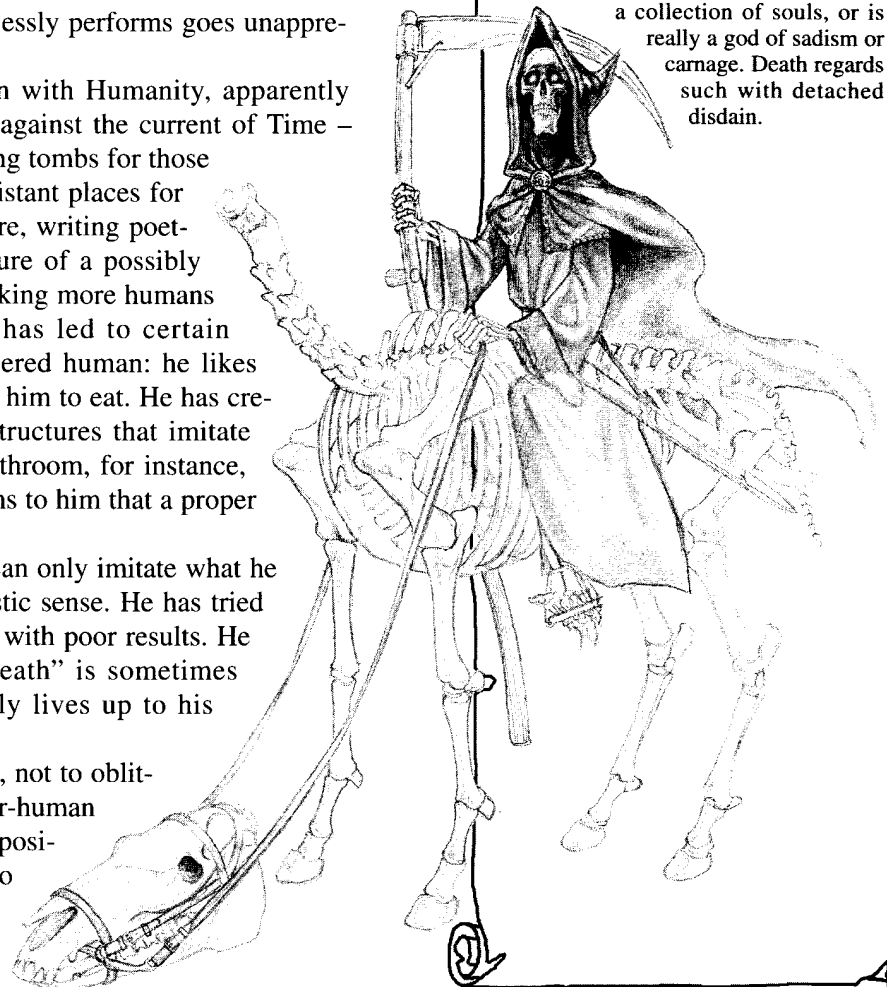 essly performs goes unappre-
n with Humanity, apparently
against the current of Time –
ng tombs for those
istant places for
re, writing poet-
ure of a possibly
king more humans
has led to certain
ered human: he likes
him to eat. He has cre-
tructures that imitate
throom, for instance,
ns to him that a proper
an only imitate what he
stic sense. He has tried
with poor results. He
eath” is sometimes
ly lives up to his
, not to oblit-
r-human
posi-
o
a collection of souls, or is
really a god of sadism or
carnage. Death regards
such with detached
disdain.